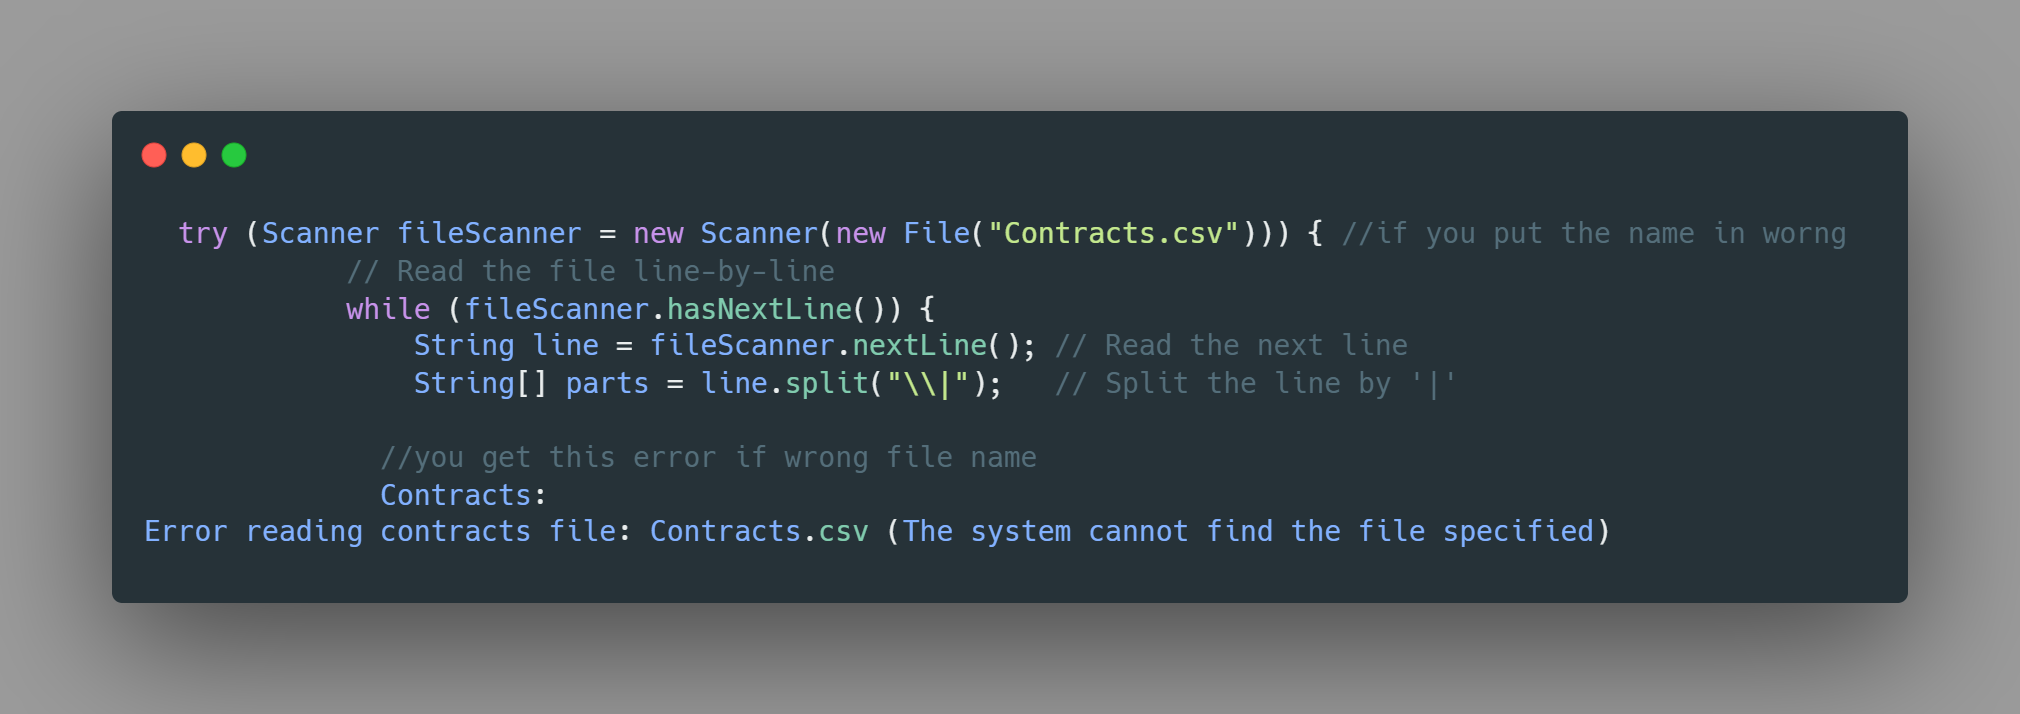 try (Scanner fileScanner = new Scanner(new File("Contracts.csv"))) { //if you put the name in worng
// Read the file line-by-line
while (fileScanner.hasNextLine()) {
String line = fileScanner.nextLine(); // Read the next line
String[] parts = line.split("\\|");   // Split the line by '|'
//you get this error if wrong file name
Contracts:
Error reading contracts file: Contracts.csv (The system cannot find the file specified)